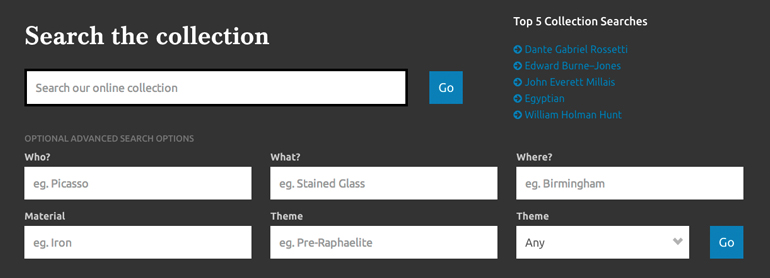 Search the collection
Search our online collection
Go
Top 5 Collection Searches
Dante Gabriel Rossetti
Edward Burne–Jones
John Everett Millais
Egyptian
William Holman Hunt
OPTIONAL ADVANCED SEARCH OPTIONS
Who?
What?
Where?
eg. Picasso
eg. Stained Glass
eg. Birmingham
Material
Theme
Theme
eg. Iron
eg. Pre-Raphaelite
Any
Go